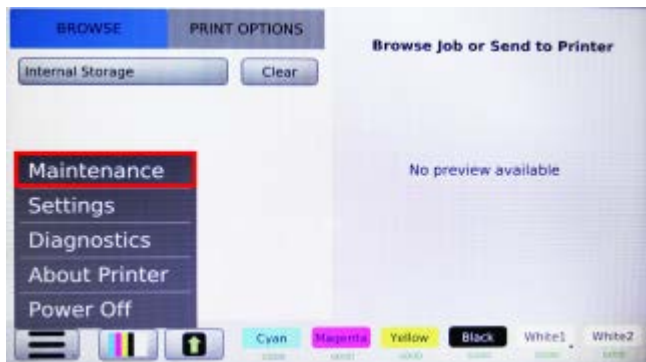 BROWSE
PRINT OPTIONS
Browse Job or Send to Printer
Internal Storage
Clear
No preview available
Maintenance
Settings
Diagnostics
About Printer
Power Off
Cyan
Magenta
Yellow
Black
White1
White2